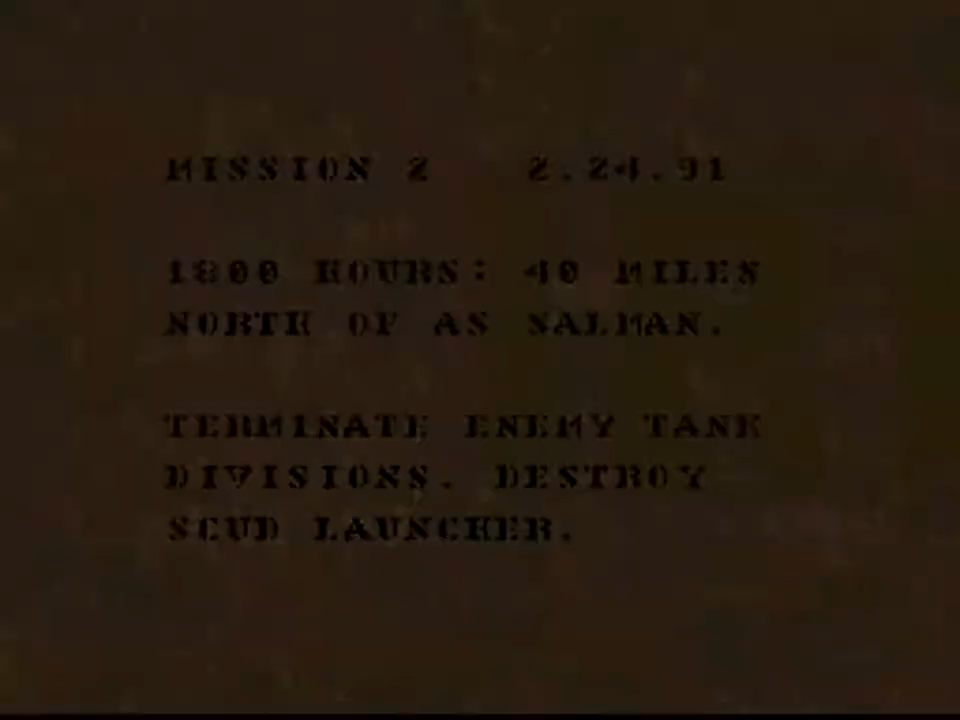 MISSION 2 2.24.91
1800 HOURS: 40 MILES
NORTH OF AS SALMAN.
TERMINATE ENEMY TANK
DIVISIONS. DESTROY
SCUD LAUNCHER.